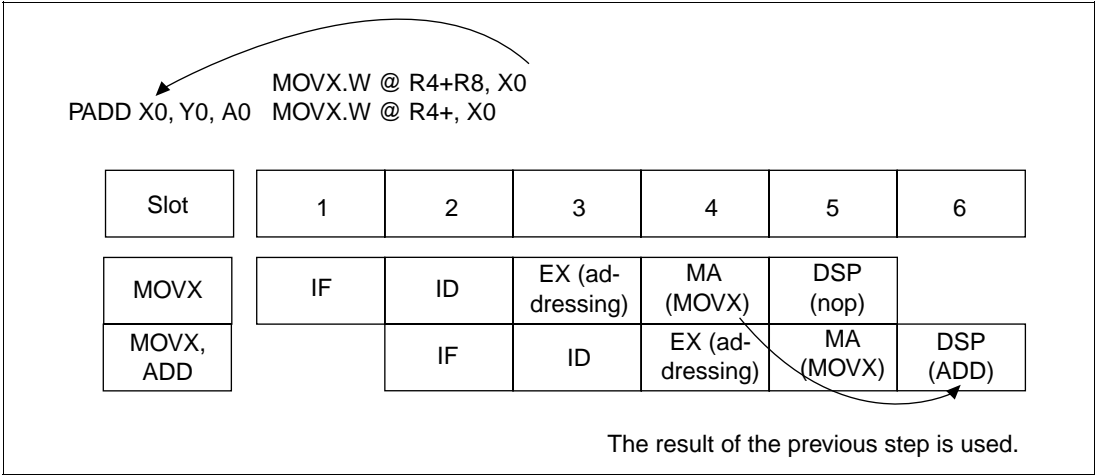 MOVX.W @ R4+R8, X0
PADD X0, Y0, A0 MOVX.W @ R4+, X0
Slot 1 2 3 4 5 6
MOVX IF ID EX (ad-dressing) MA (MOVX) DSP (nop)
MOVX, ADD IF ID EX (ad-dressing) MA (MOVX) DSP (ADD)
The result of the previous step is used.